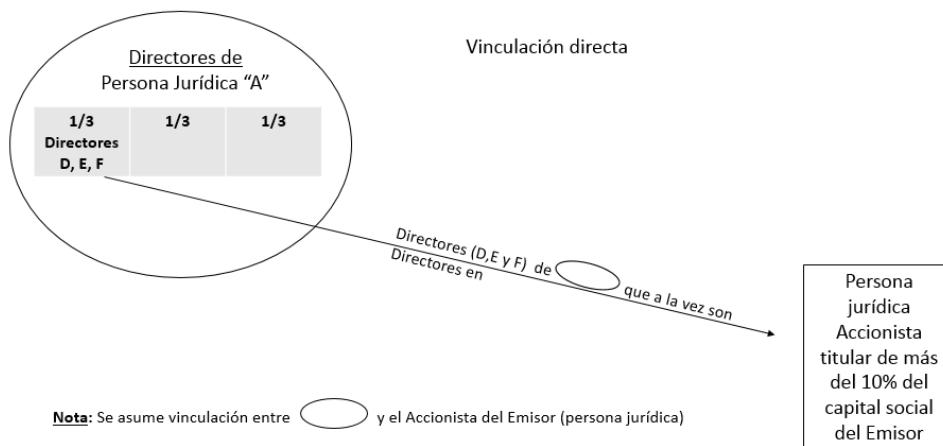 Vinculación directa
Directores de
Persona Jurídica “A”
1/3
Directores
D, E, F
1/3
1/3
Directores (D,E y F) de
que a la vez son
Directores en
Persona
jurídica
Accionista
titular de más
del 10% del
capital social
del Emisor
Nota: Se asume vinculación entre
y el Accionista del Emisor (persona jurídica)